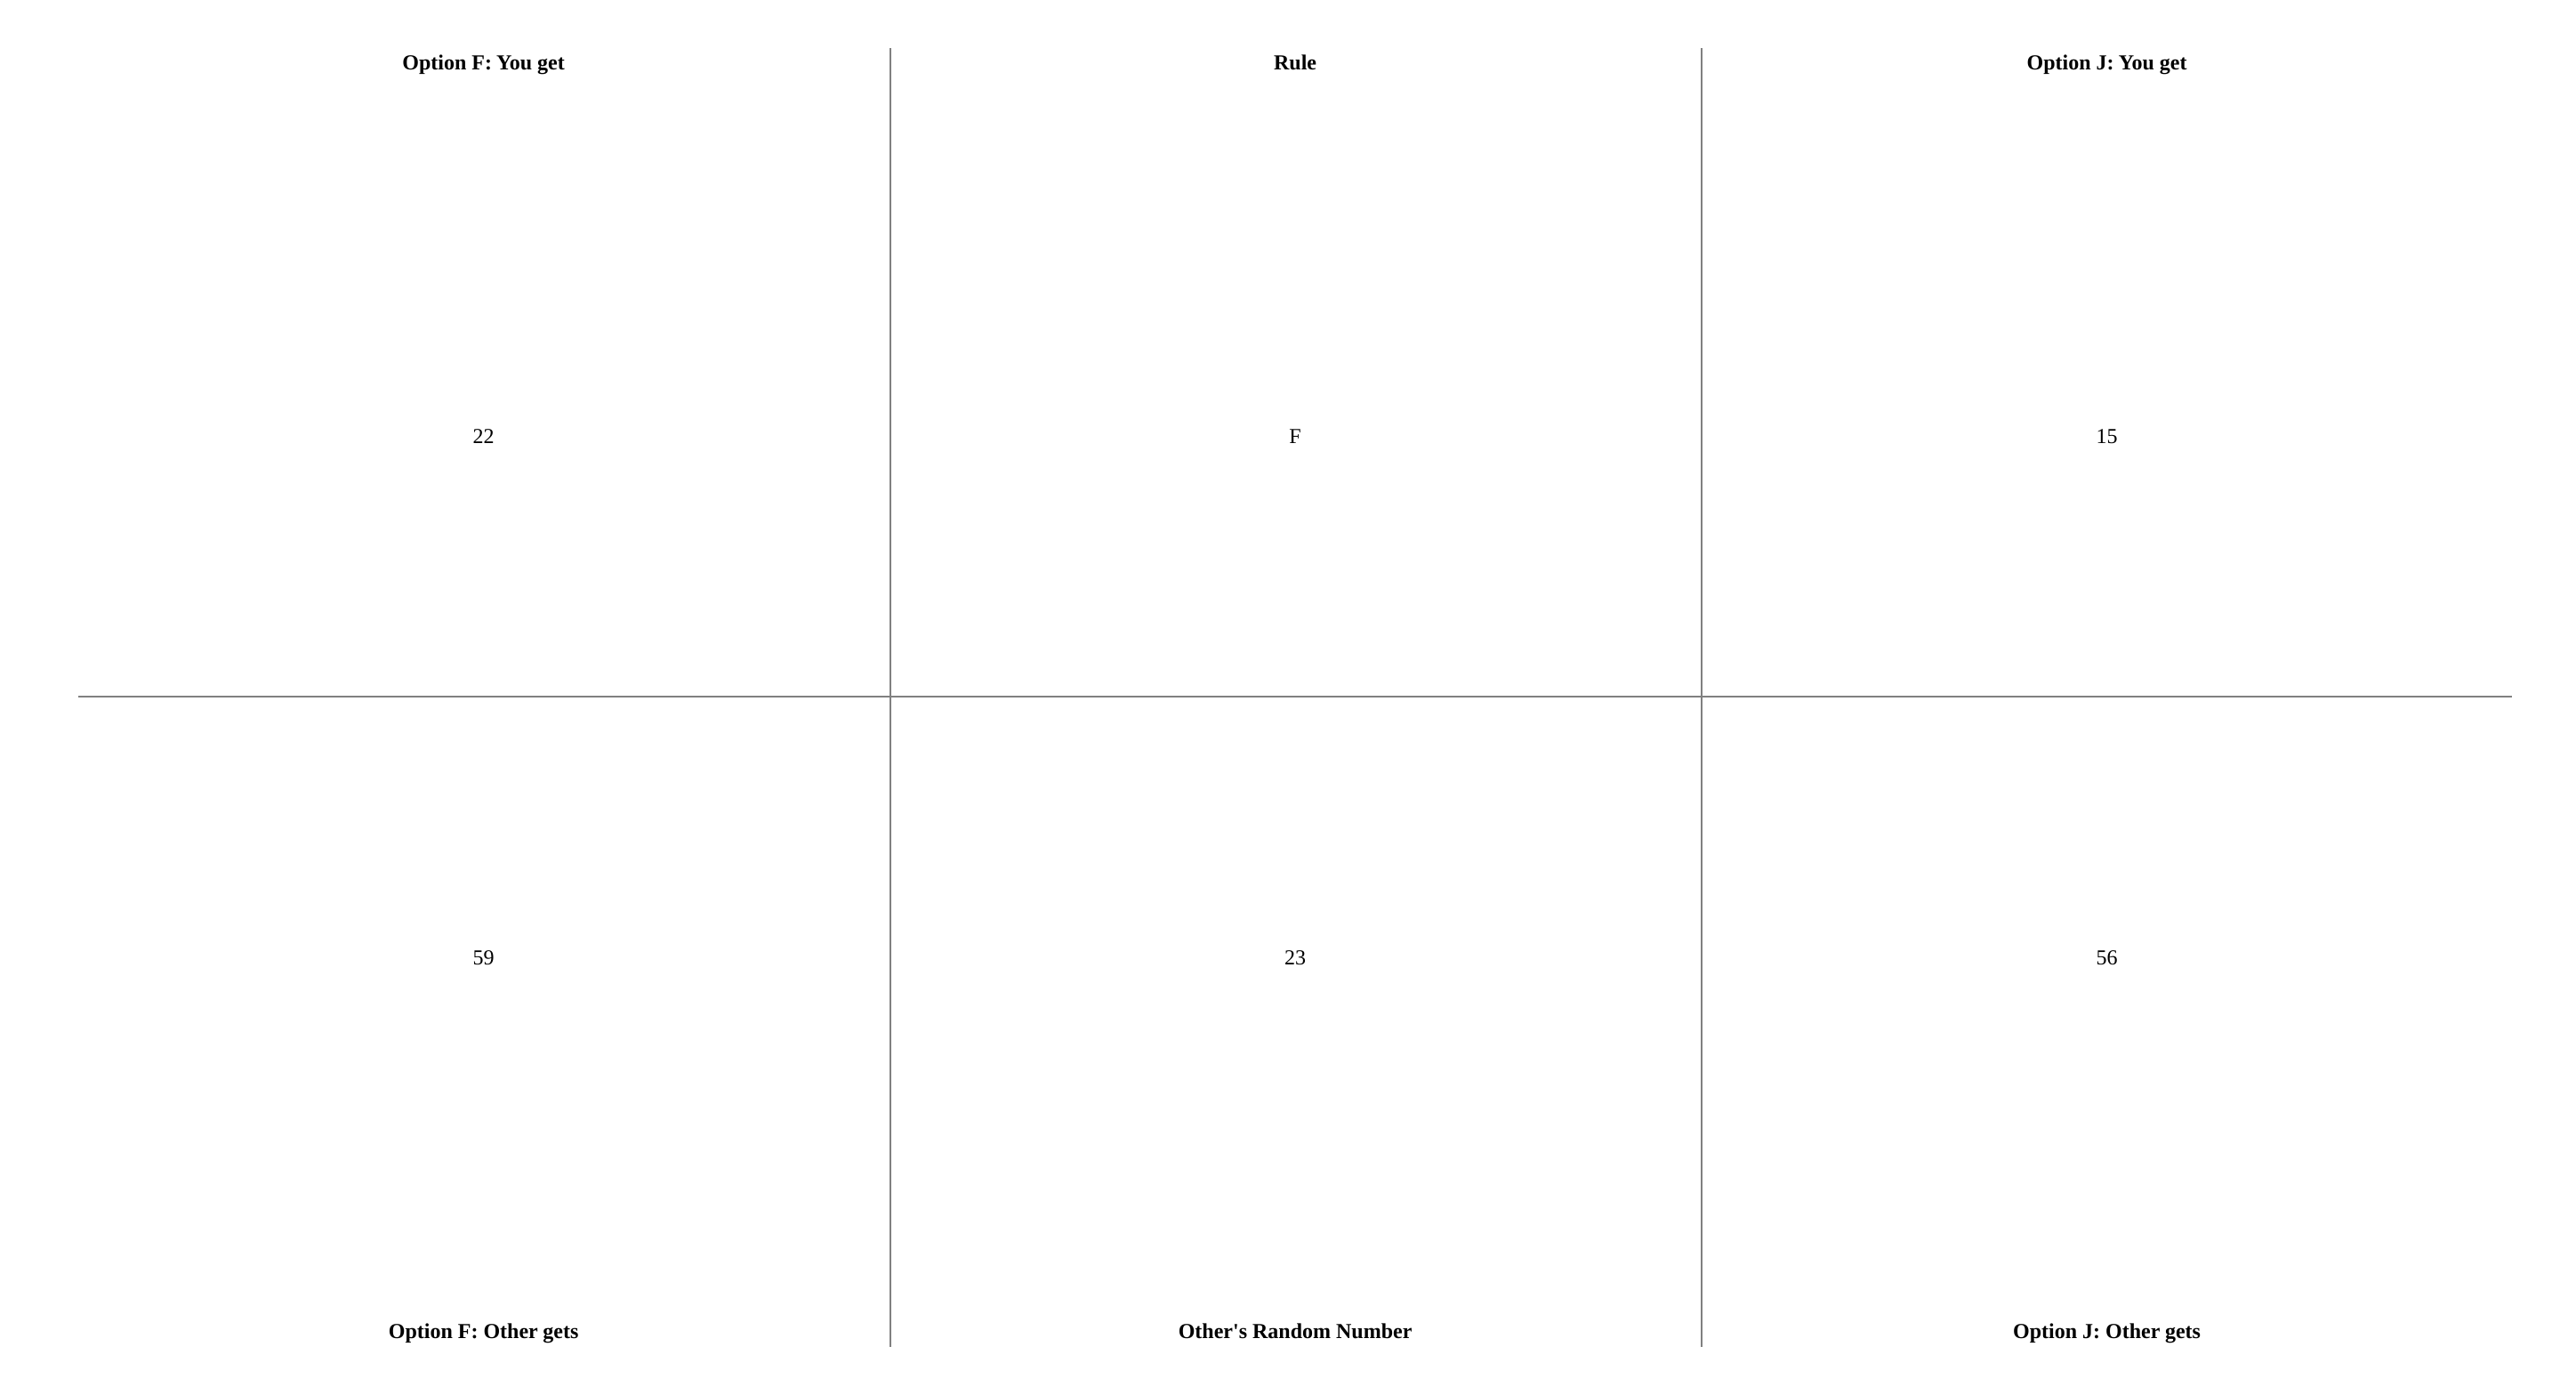 Option F: You get
Rule
Option J: You get
22
F
15
59
23
56
Option F: Other gets
Other's Random Number
Option J: Other gets